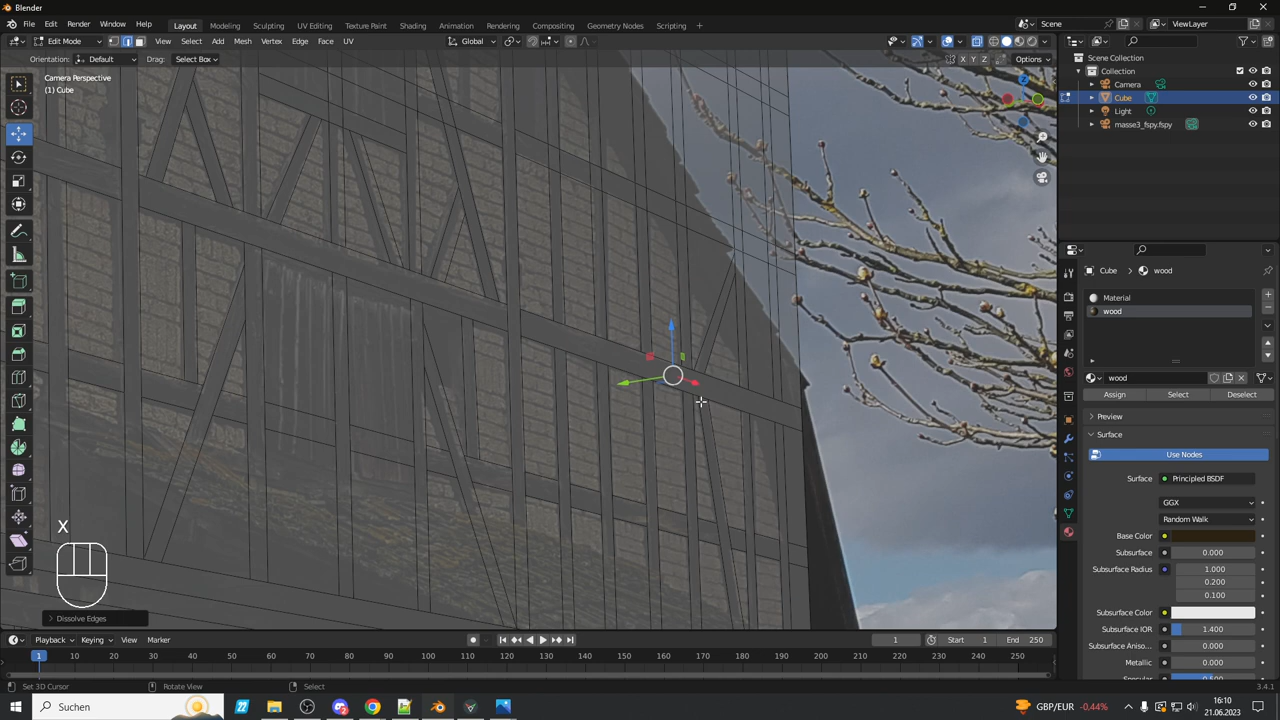 Blender
File Edit Render Window Help
Layout Modeling Sculpting UV Editing Texture Paint Shading Animation Rendering Compositing Geometry Nodes Scripting +
Scene
ViewLayer
Edit Mode View Select Add Mesh Vertex Edge Face UV
Global
Orientation: Default Drag: Select Box
X Y Z Options
Camera Perspective
(1) Cube
Z
Scene Collection
Collection
Camera
Cube
Light
masse3_fspy.fspy
Cube > wood
Material
wood
wood
Assign Select Deselect
Preview
Surface
Use Nodes
Surface Principled BSDF
GGX
Random Walk
Base Color
Subsurface 0.000
Subsurface Radius 1.000
0.200
0.100
Subsurface Color
Subsurface IOR 1.400
Subsurface Aniso... 0.000
Metallic 0.000
Specular 0.500
X
> Dissolve Edges
Playback Keying View Marker
1 Start 1 End 250
1 10 20 30 40 50 60 70 80 90 100 110 120 130 140 150 160 170 180 190 200 210 220 230 240 250
Set 3D Cursor Rotate View Select
3.4.1
Suchen
GBP/EUR -0,44%
16:10
21.06.2023